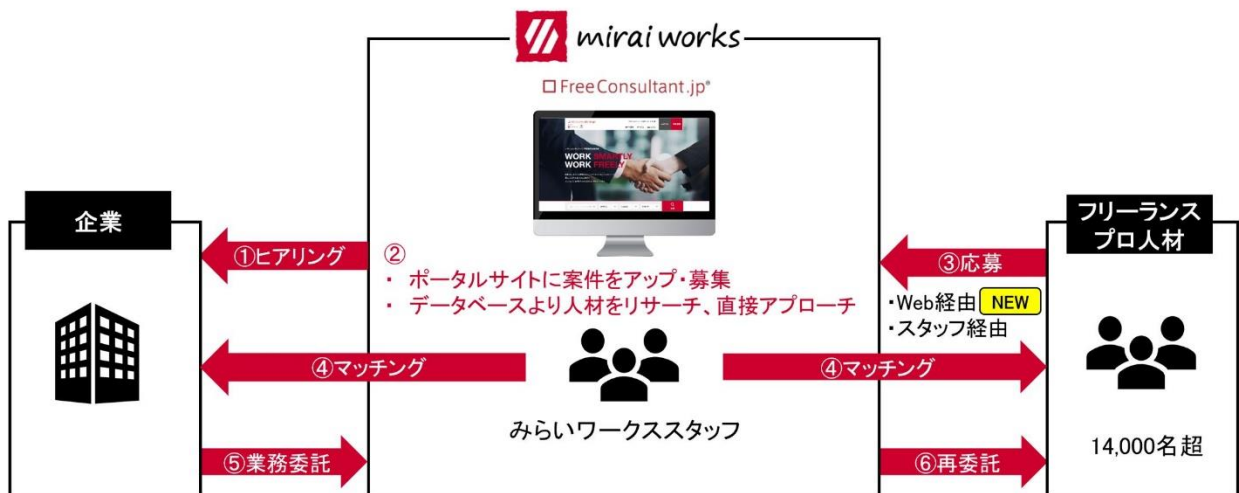 mirai works
FreeConsultant.jp®
WORK SMARTLY
WORK FREELY
企業
フリーランス
プロ人材
①ヒアリング
②
・ ポータルサイトに案件をアップ・募集
・ データベースより人材をリサーチ、直接アプローチ
③応募
・Web経由 NEW
・スタッフ経由
④マッチング
④マッチング
みらいワークススタッフ
14,000名超
⑤業務委託
⑥再委託